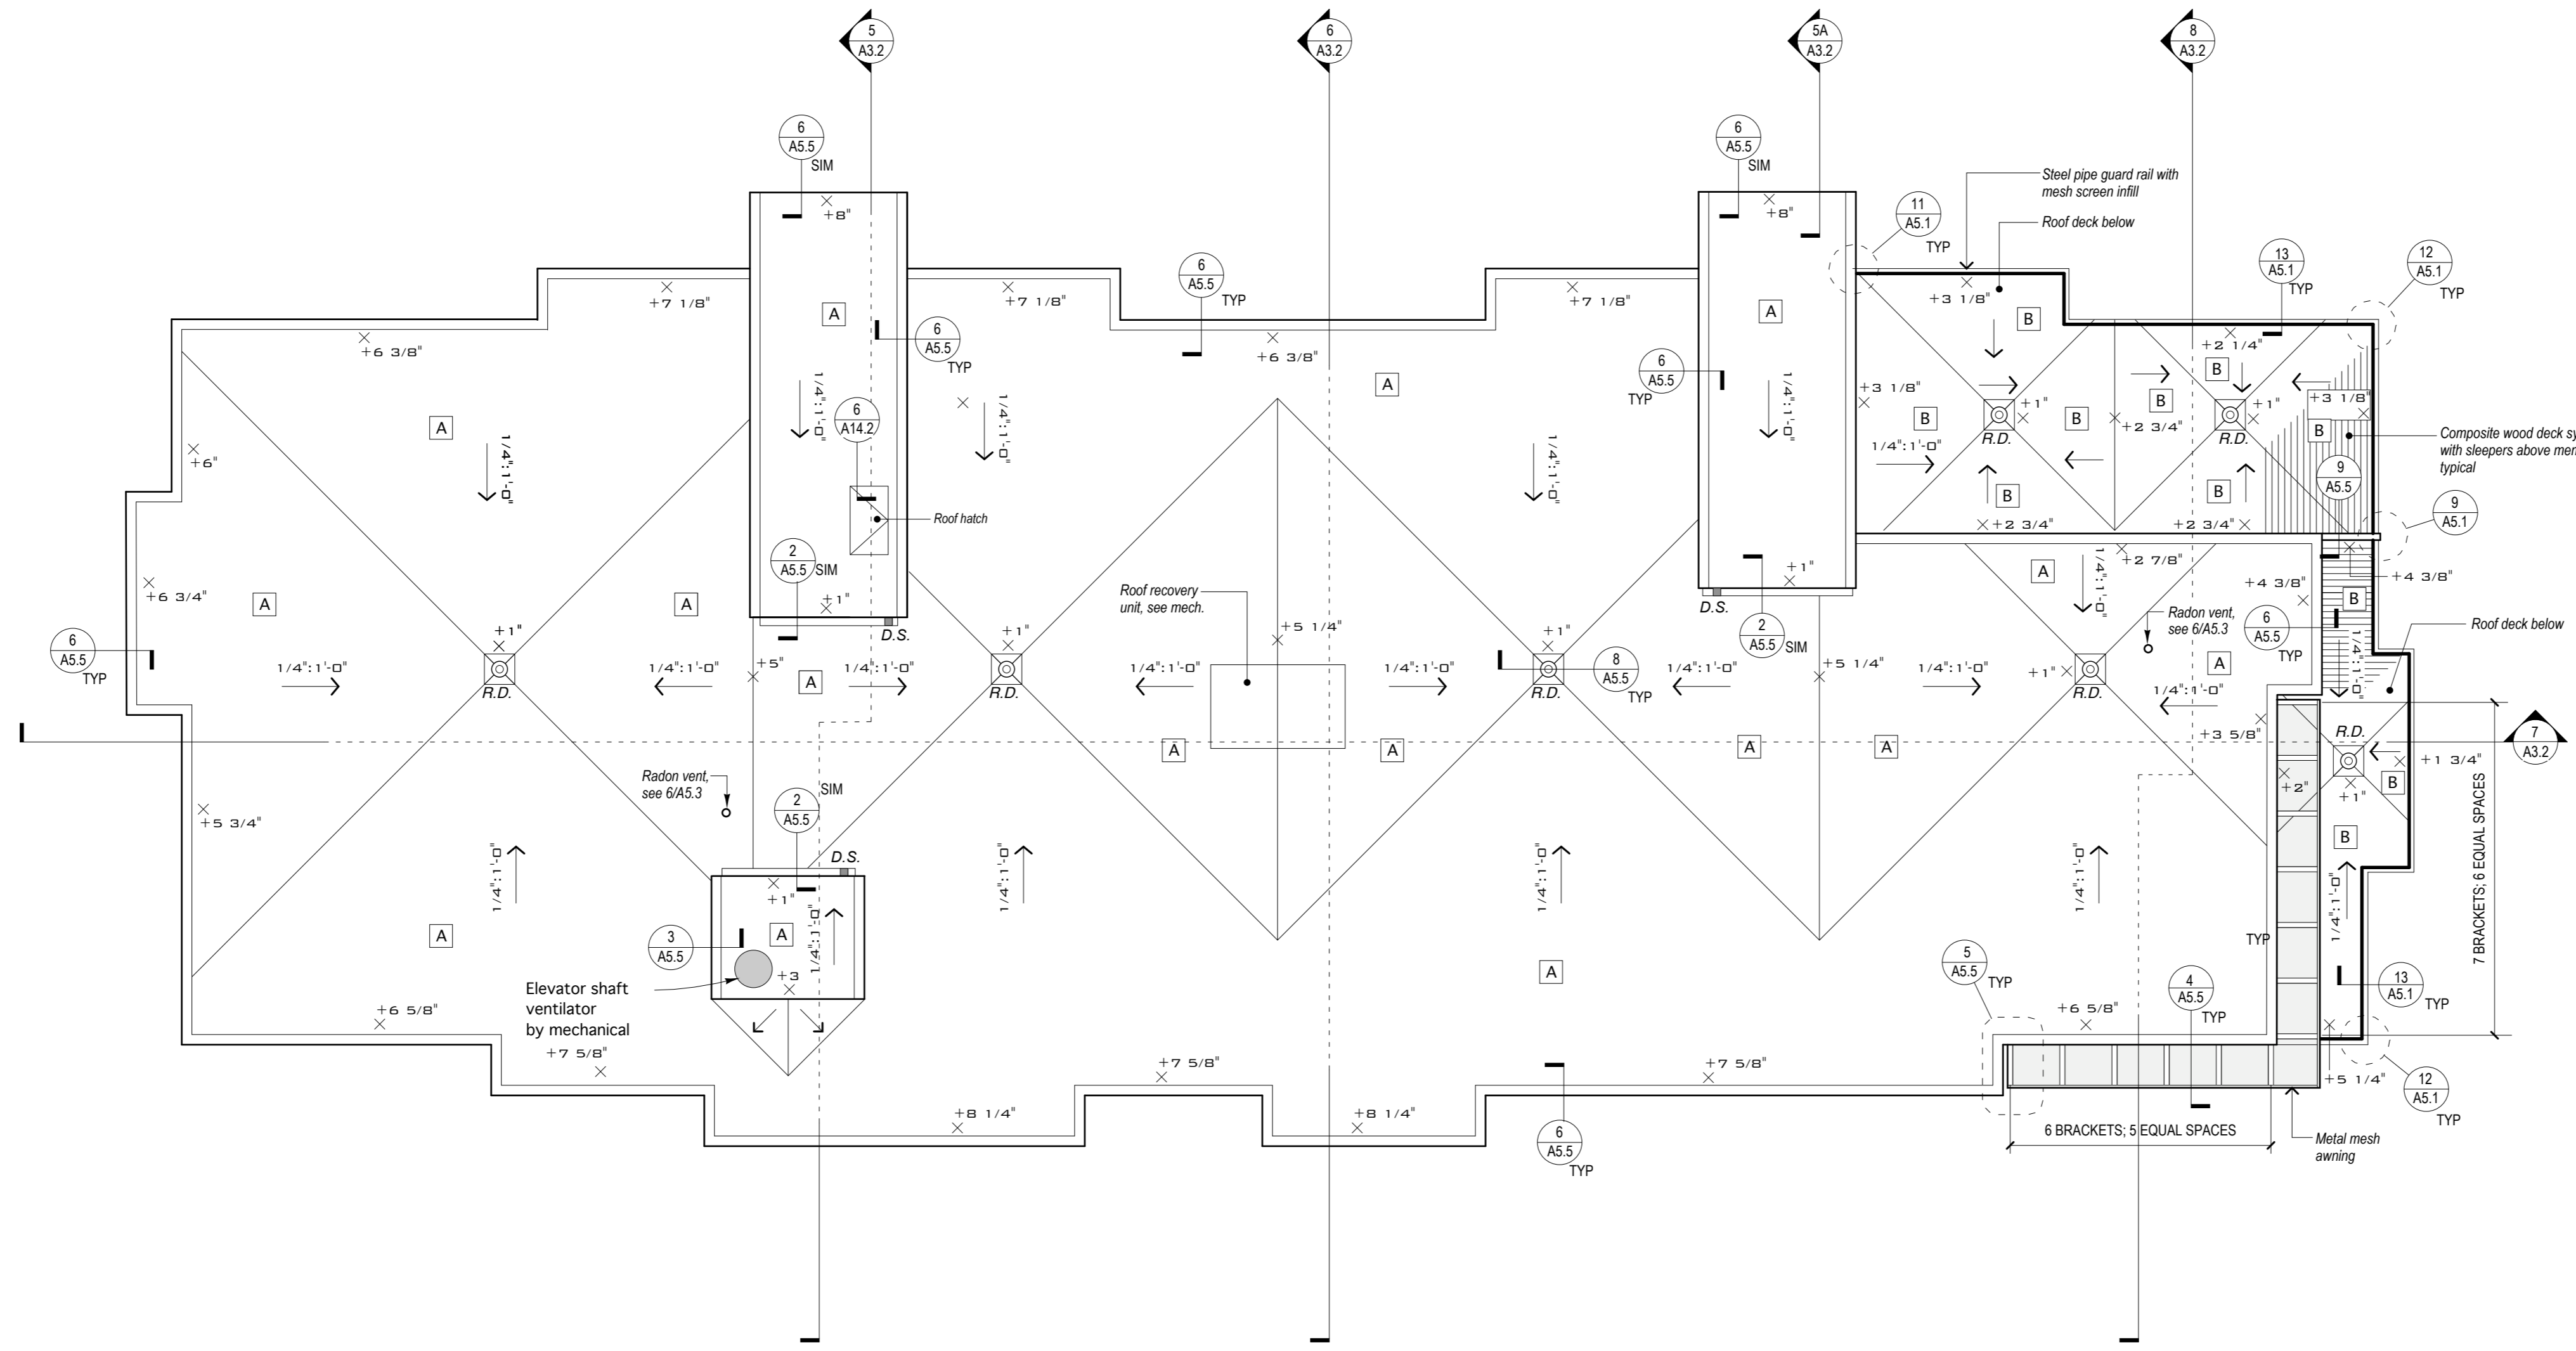 5
A3.2
6
A3.2
5A
A3.2
8
A3.2
6
A5.5
SIM
6
A5.5
SIM
Steel pipe guard rail with
mesh screen infill
11
A5.1
TYP
Roof deck below
13
A5.1
TYP
12
A5.1
TYP
+8"
+8"
6
A5.5
TYP
+7 1/8"
+7 1/8"
+7 1/8"
+3 1/8"
A
A
B
6
A5.5
TYP
+6 3/8"
+6 3/8"
+2 1/4"
6
A5.5
TYP
B
A
A
+3 1/8"
B
+3 1/8"
1/4":1'-0"
1/4":1'-0"
1/4":1'-0"
6
A14.2
+1"
+1"
B
B
+2 3/4"
B
R.D.
R.D.
Composite wood deck sy
with sleepers above mem
typical
1/4":1'-0"
1/4":1'-0"
1/4":1'-0"
+6"
9
A5.5
B
B
Roof hatch
+2 3/4"
+2 3/4"
9
A5.1
2
A5.5
SIM
+2 7/8"
+1"
A
1/4":1'-0"
+4 3/8"
+4 3/8"
+6 3/4"
A
A
+1"
Roof recovery
unit, see mech.
D.S.
D.S.
B
Radon vent,
see 6/A5.3
6
A5.5
TYP
Roof deck below
6
A5.5
TYP
+1"
+1"
+5 1/4"
+1"
2
A5.5
SIM
1/4":1'-0"
1/4":1'-0"
+5"
1/4":1'-0"
1/4":1'-0"
1/4":1'-0"
8
A5.5
TYP
1/4":1'-0"
+5 1/4"
1/4":1'-0"
+1"
A
1/4":1'-0"
R.D.
A
R.D.
R.D.
R.D.
1/4":1'-0"
+3 5/8"
R.D.
7
A3.2
A
A
A
A
+1 3/4"
Radon vent,
see 6/A5.3
2
A5.5
SIM
+2"
+1"
B
+5 3/4"
B
7 BRACKETS; 6 EQUAL SPACES
D.S.
1/4":1'-0"
+1"
1/4":1'-0"
1/4":1'-0"
1/4":1'-0"
1/4":1'-0"
A
3
A5.5
A
1/4":1'-0"
TYP
5
A5.5
TYP
+3
A
4
A5.5
TYP
13
A5.1
TYP
Elevator shaft
ventilator
by mechanical
+6 5/8"
+6 5/8"
+7 5/8"
+7 5/8"
+7 5/8"
+5 1/4"
12
A5.1
TYP
+8 1/4"
+8 1/4"
6
A5.5
TYP
6 BRACKETS; 5 EQUAL SPACES
Metal mesh
awning